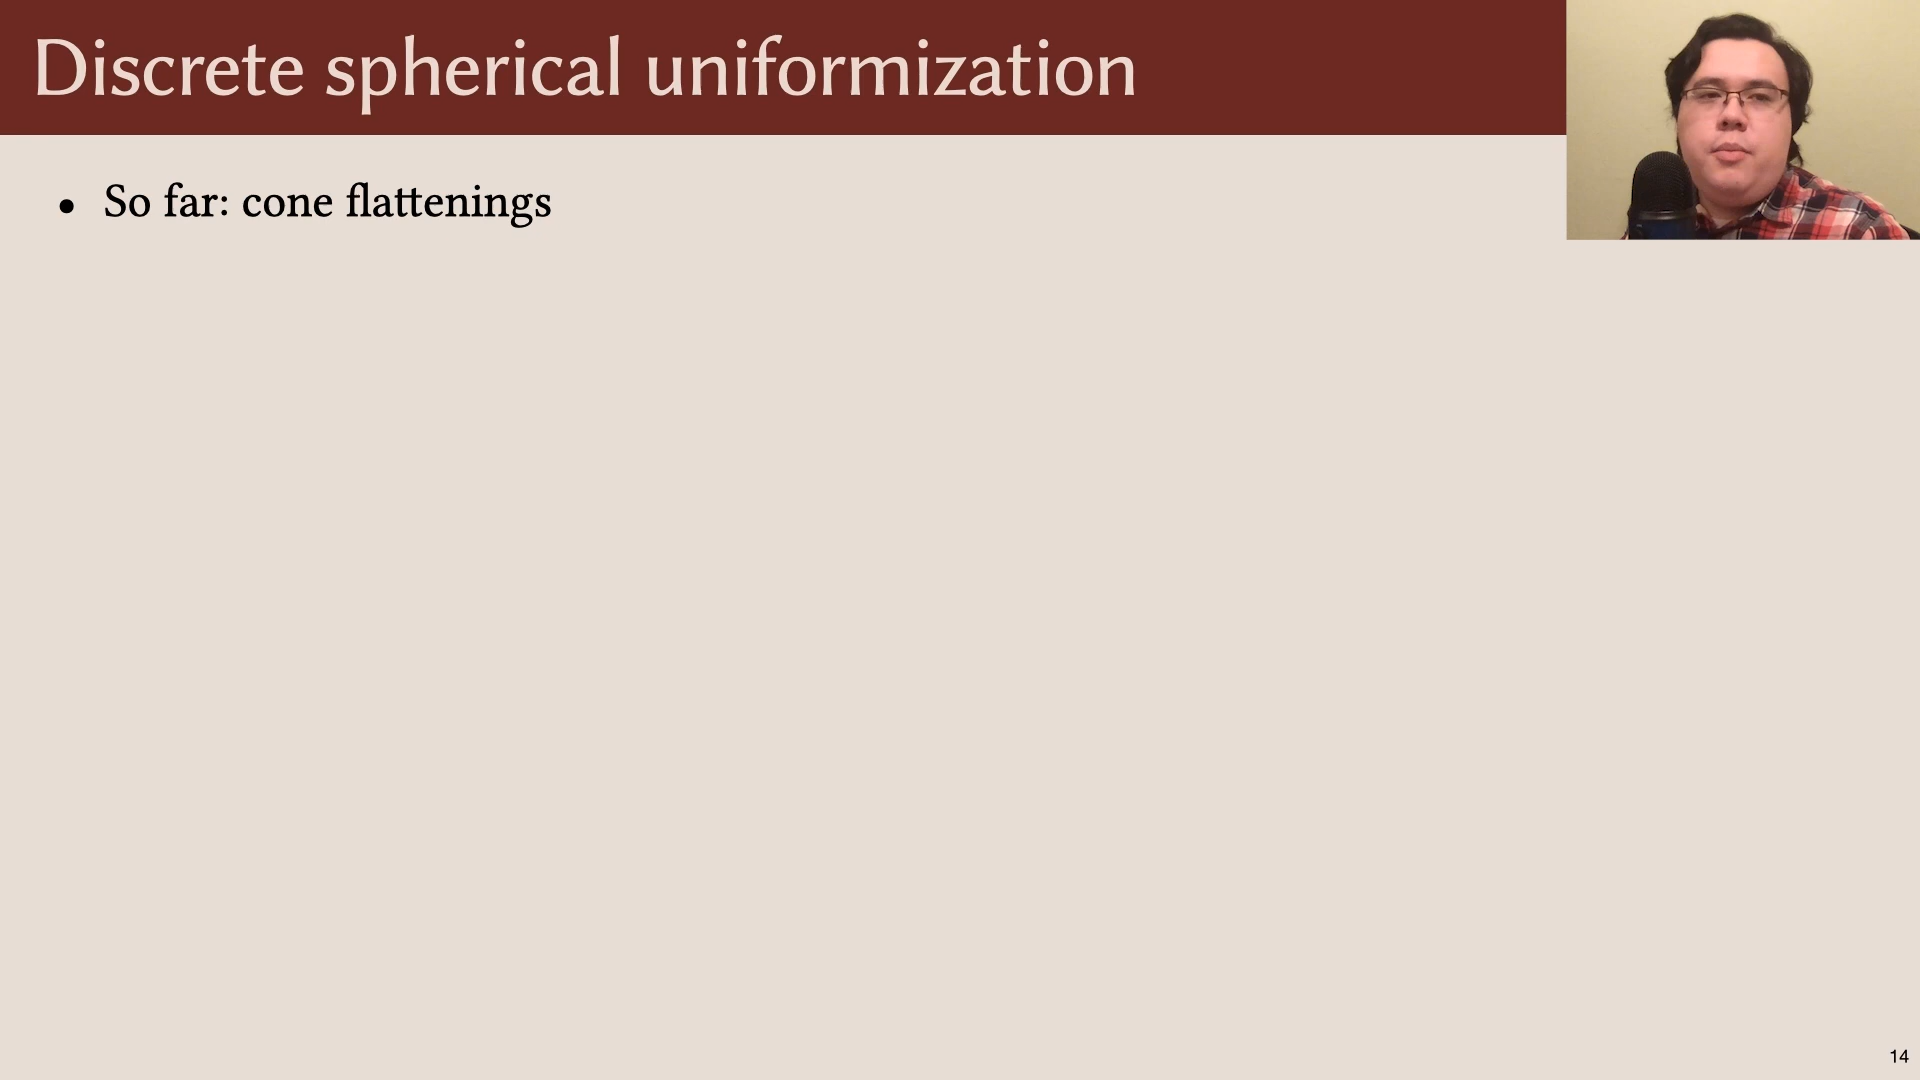 Discrete spherical uniformization
• So far: cone flattenings
14